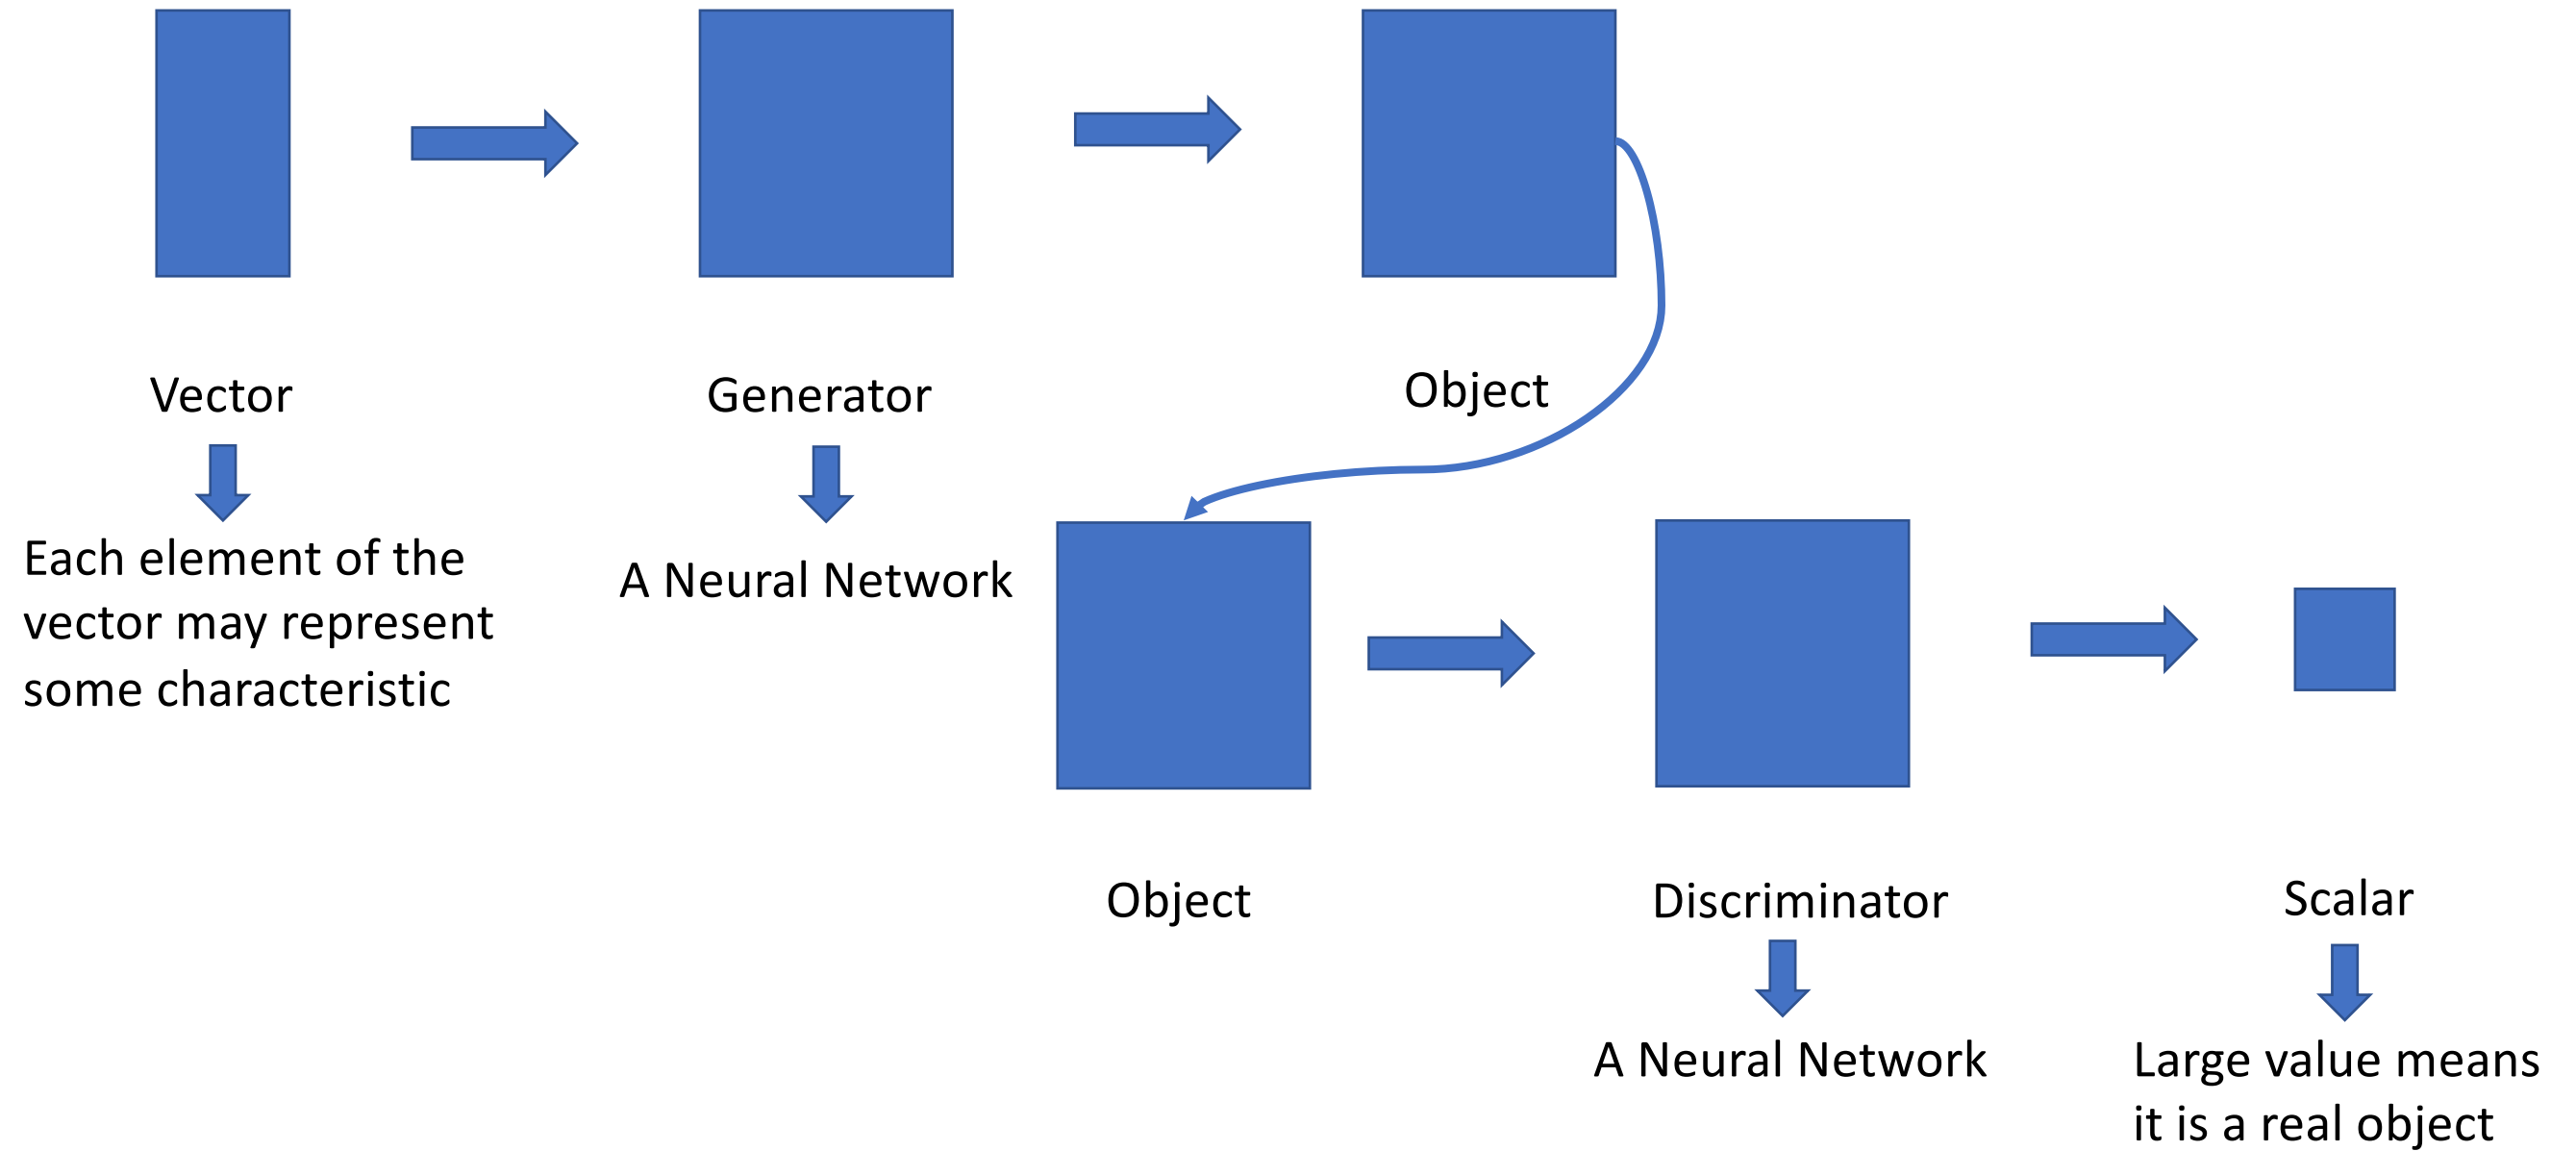 Vector
Generator
Object
Each element of the
vector may represent
some characteristic
A Neural Network
Object
Discriminator
Scalar
A Neural Network
Large value means
it is a real object